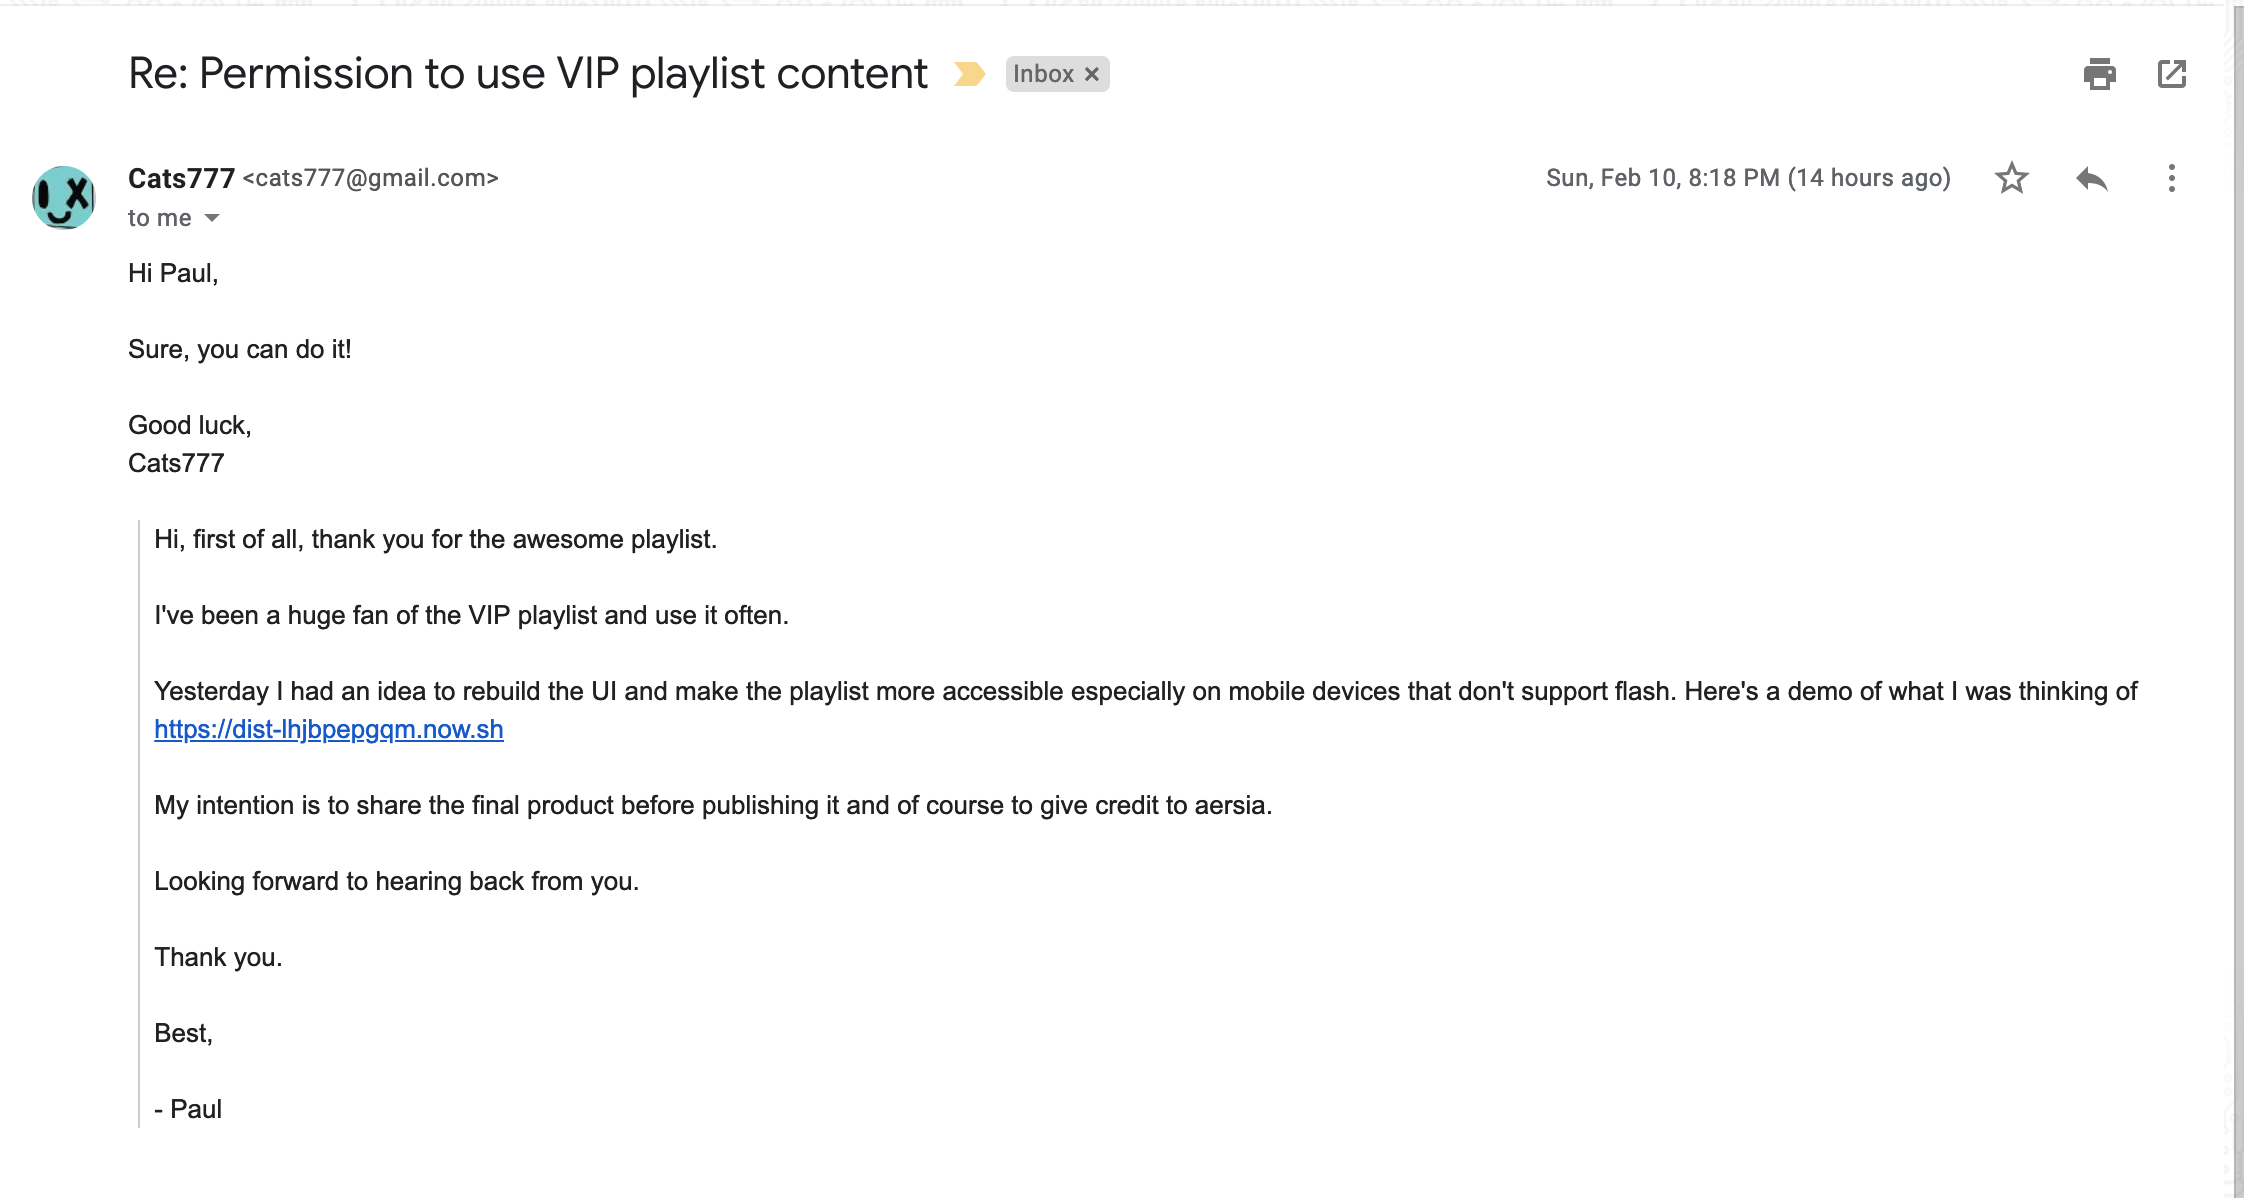 Re: Permission to use VIP playlist content
Inbox ×
Cats777 <cats777@gmail.com>
Sun, Feb 10, 8:18 PM (14 hours ago)
to me
Hi Paul,
Sure, you can do it!
Good luck,
Cats777
Hi, first of all, thank you for the awesome playlist.
I've been a huge fan of the VIP playlist and use it often.
Yesterday I had an idea to rebuild the UI and make the playlist more accessible especially on mobile devices that don't support flash. Here's a demo of what I was thinking of
https://dist-lhjbpepgqm.now.sh
My intention is to share the final product before publishing it and of course to give credit to aersia.
Looking forward to hearing back from you.
Thank you.
Best,
- Paul